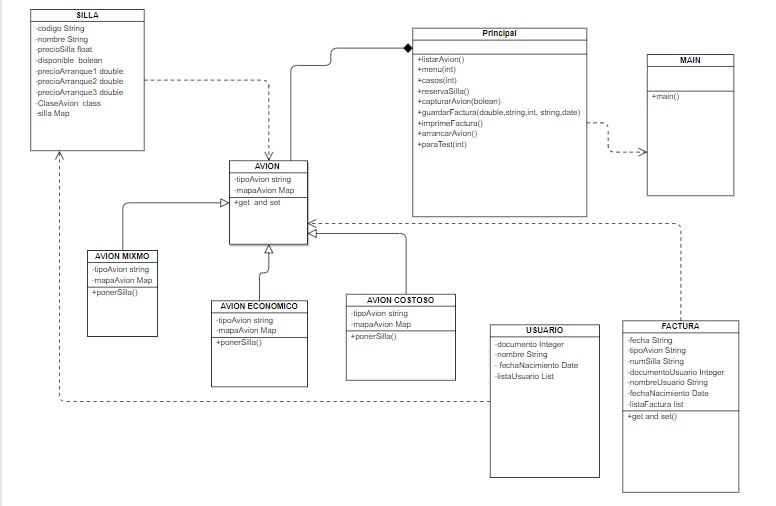 SILLA
-codigo String
-nombre String
-precioSilla float
-disponible bolean
-precioArranque1 double
-precioArranque2 double
-precioArranque3 double
-ClaseAvion class
-silla Map
Principal
+listarAvion()
+menu(int)
+casos(int)
+reservaSilla()
+capturarAvion(bolean)
+guardarFactura(double,string,int, string,date)
+imprimeFactura()
+arrancarAvion()
+paraTest(int)
MAIN
+main()
AVION
-tipoAvion string
-mapaAvion Map
+get and set
AVION MIXMO
-tipoAvion string
-mapaAvion Map
+ponerSilla()
AVION ECONOMICO
-tipoAvion string
-mapaAvion Map
+ponerSilla()
AVION COSTOSO
-tipoAvion string
-mapaAvion Map
+ponerSilla()
USUARIO
-documento Integer
-nombre String
- fechaNacimiento Date
-listaUsuario List
FACTURA
-fecha String
-tipoAvion String
-numSilla String
-documentoUsuario Integer
-nombreUsuario String
-fechaNacimiento Date
-listaFactura list
+get and set()